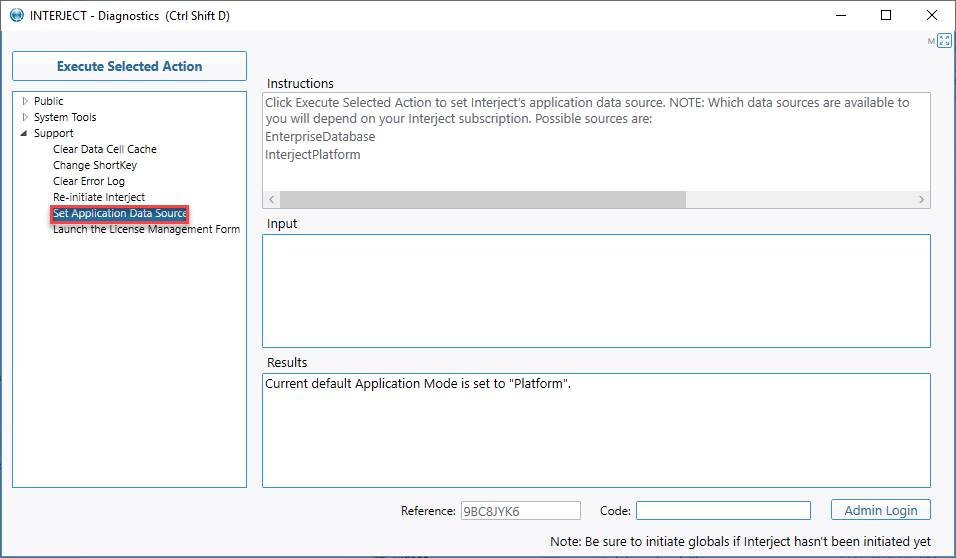 INTERJECT - Diagnostics (Ctrl Shift D)
M
Execute Selected Action
Public
System Tools
Support
Clear Data Cell Cache
Change ShortKey
Clear Error Log
Re-initiate Interject
Set Application Data Source
Launch the License Management Form
Instructions
Click Execute Selected Action to set Interject's application data source. NOTE: Which data sources are available to
you will depend on your Interject subscription. Possible sources are:
EnterpriseDatabase
InterjectPlatform
Input
Results
Current default Application Mode is set to "Platform".
Reference: 9BC8JYK6 Code: Admin Login
Note: Be sure to initiate globals if Interject hasn't been initiated yet